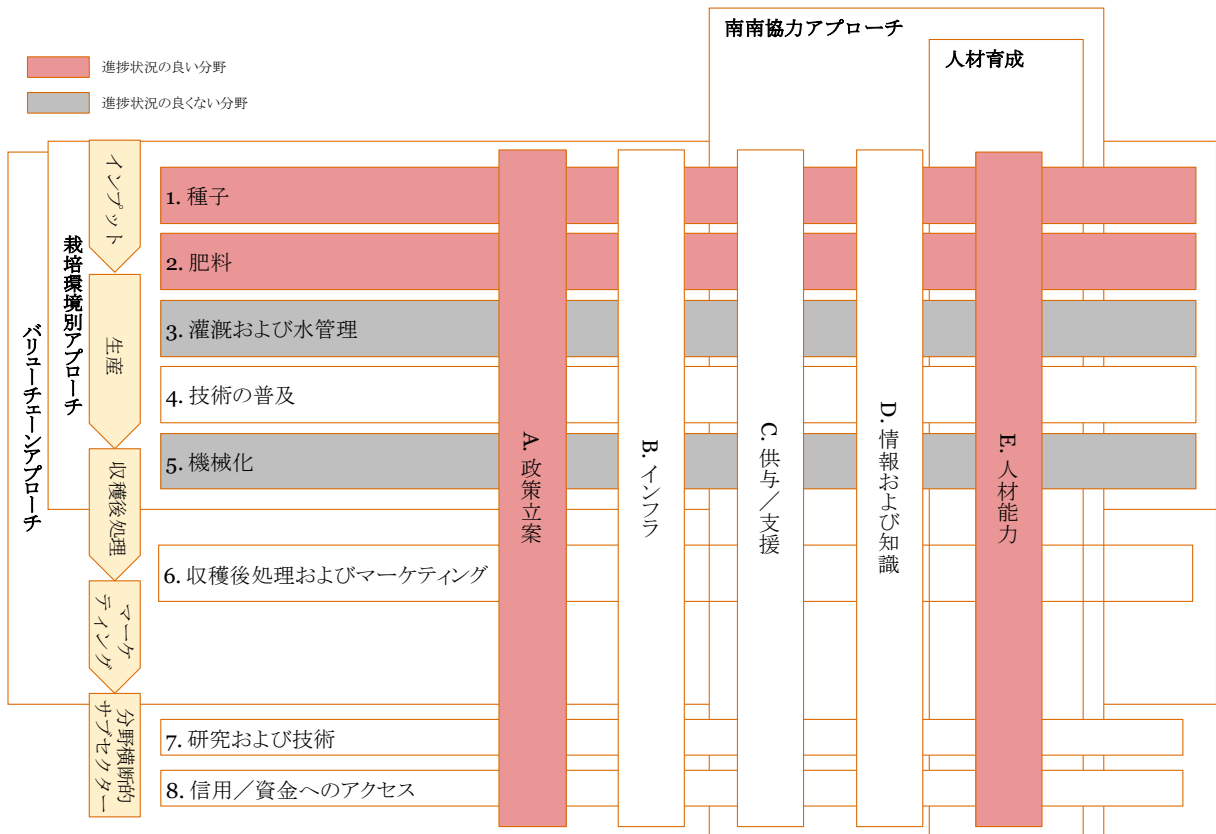 南南協力アプローチ
人材育成
進捗状況の良い分野
進捗状況の良くない分野
バリューチェーンアプローチ
栽培環境別アプローチ
インプット
生産
収穫後処理
マーケ
ティング
分野横断的
サブセクター
1. 種子
2. 肥料
3. 灌漑および水管理
4. 技術の普及
5. 機械化
6. 収穫後処理およびマーケティング
7. 研究および技術
8. 信用／資金へのアクセス
A. 政策立案
B. インフラ
C. 供与／支援
D. 情報および知識
E. 人材能力